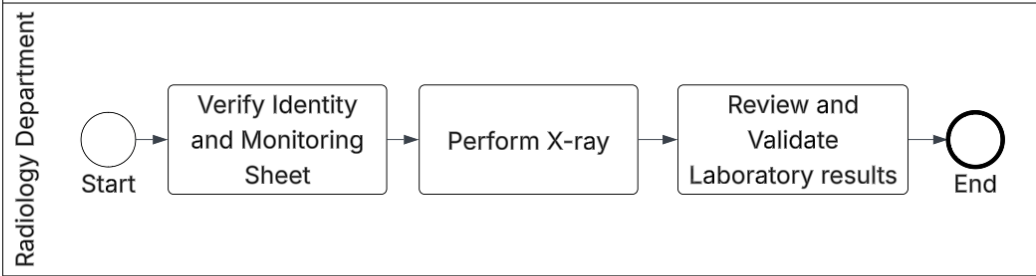 Radiology Department
Start
Verify Identity
and Monitoring
Sheet
Perform X-ray
Review and
Validate
Laboratory results
End